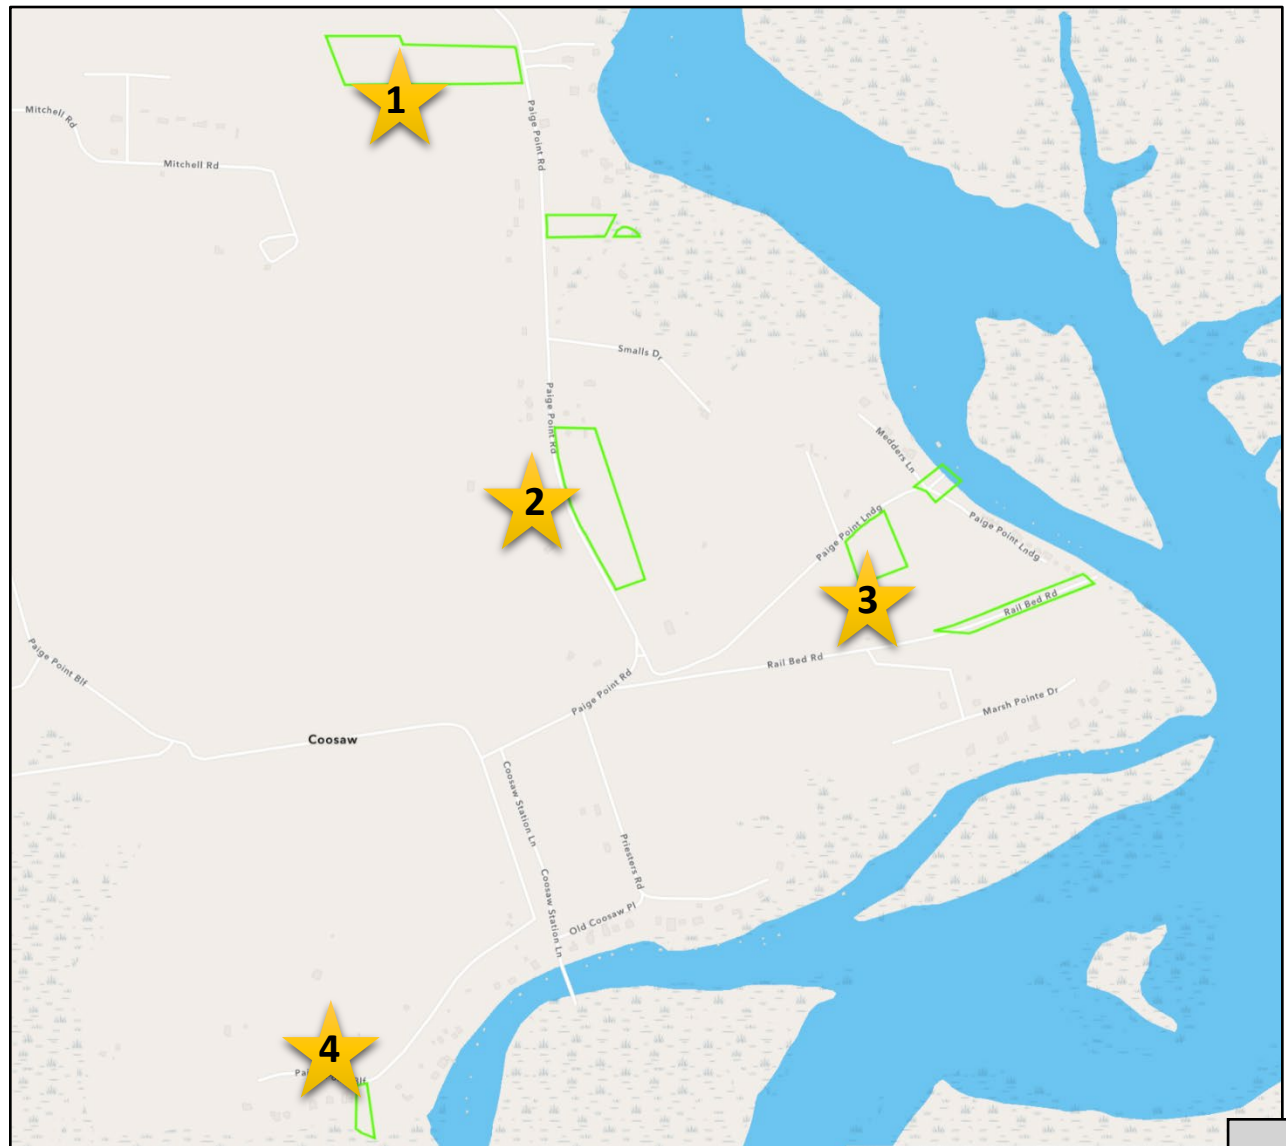 1
Mitchell Rd
Paige Point Rd
Mitchell Rd
Smalls Dr
Paige Point Rd
Medders Ln
2
Paige Point Lndg
Paige Point Lndg
3
Rail Bed Rd
Paige Point Blf
Rail Bed Rd
Paige Point Rd
Marsh Pointe Dr
Coosaw
Coosaw Station Ln
Priesters Rd
Coosaw Station Ln
Old Coosaw Pl
4